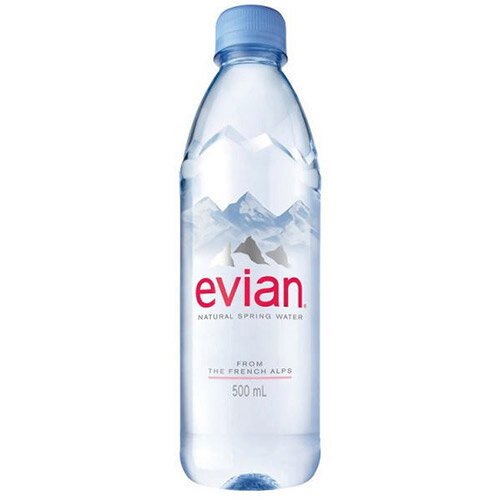 evian®
NATURAL SPRING WATER
FROM
THE FRENCH ALPS
500 mL